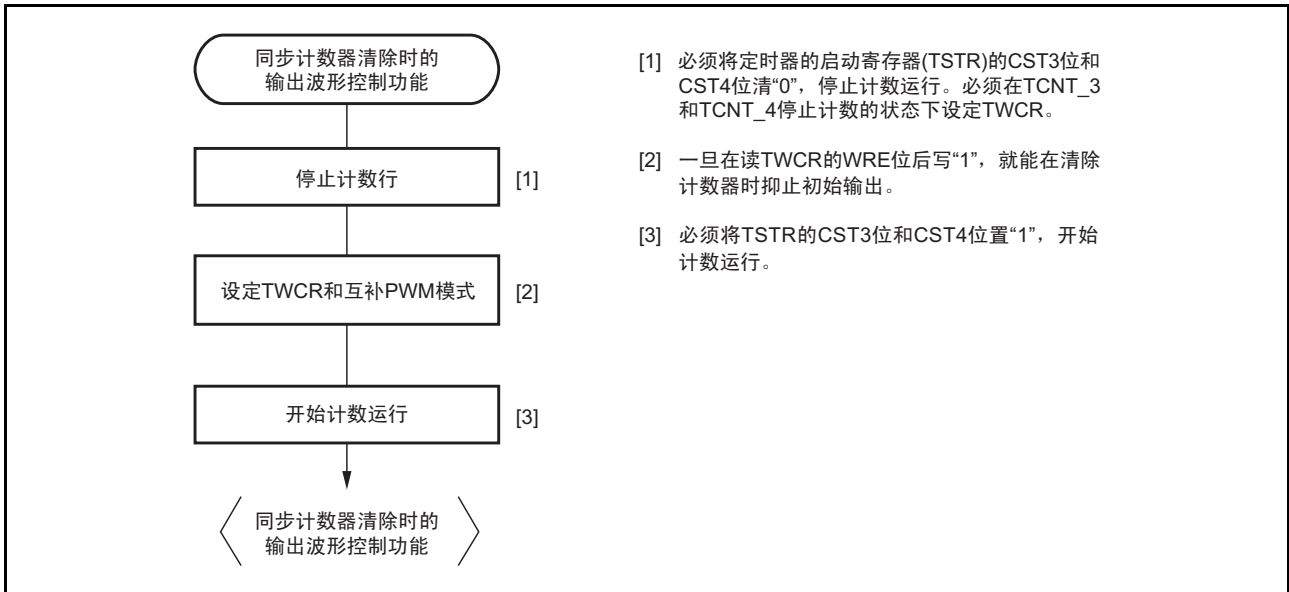 同步计数器清除时的
输出波形控制功能
停止计数行
[1]
设定TWCR和互补PWM模式
[2]
开始计数运行
[3]
同步计数器清除时的
输出波形控制功能
[1] 必须将定时器的启动寄存器(TSTR)的CST3位和
CST4位清“0”，停止计数运行。必须在TCNT_3
和TCNT_4停止计数的状态下设定TWCR。
[2] 一旦在读TWCR的WRE位后写“1”，就能在清除
计数器时抑止初始输出。
[3] 必须将TSTR的CST3位和CST4位置“1”，开始
计数运行。